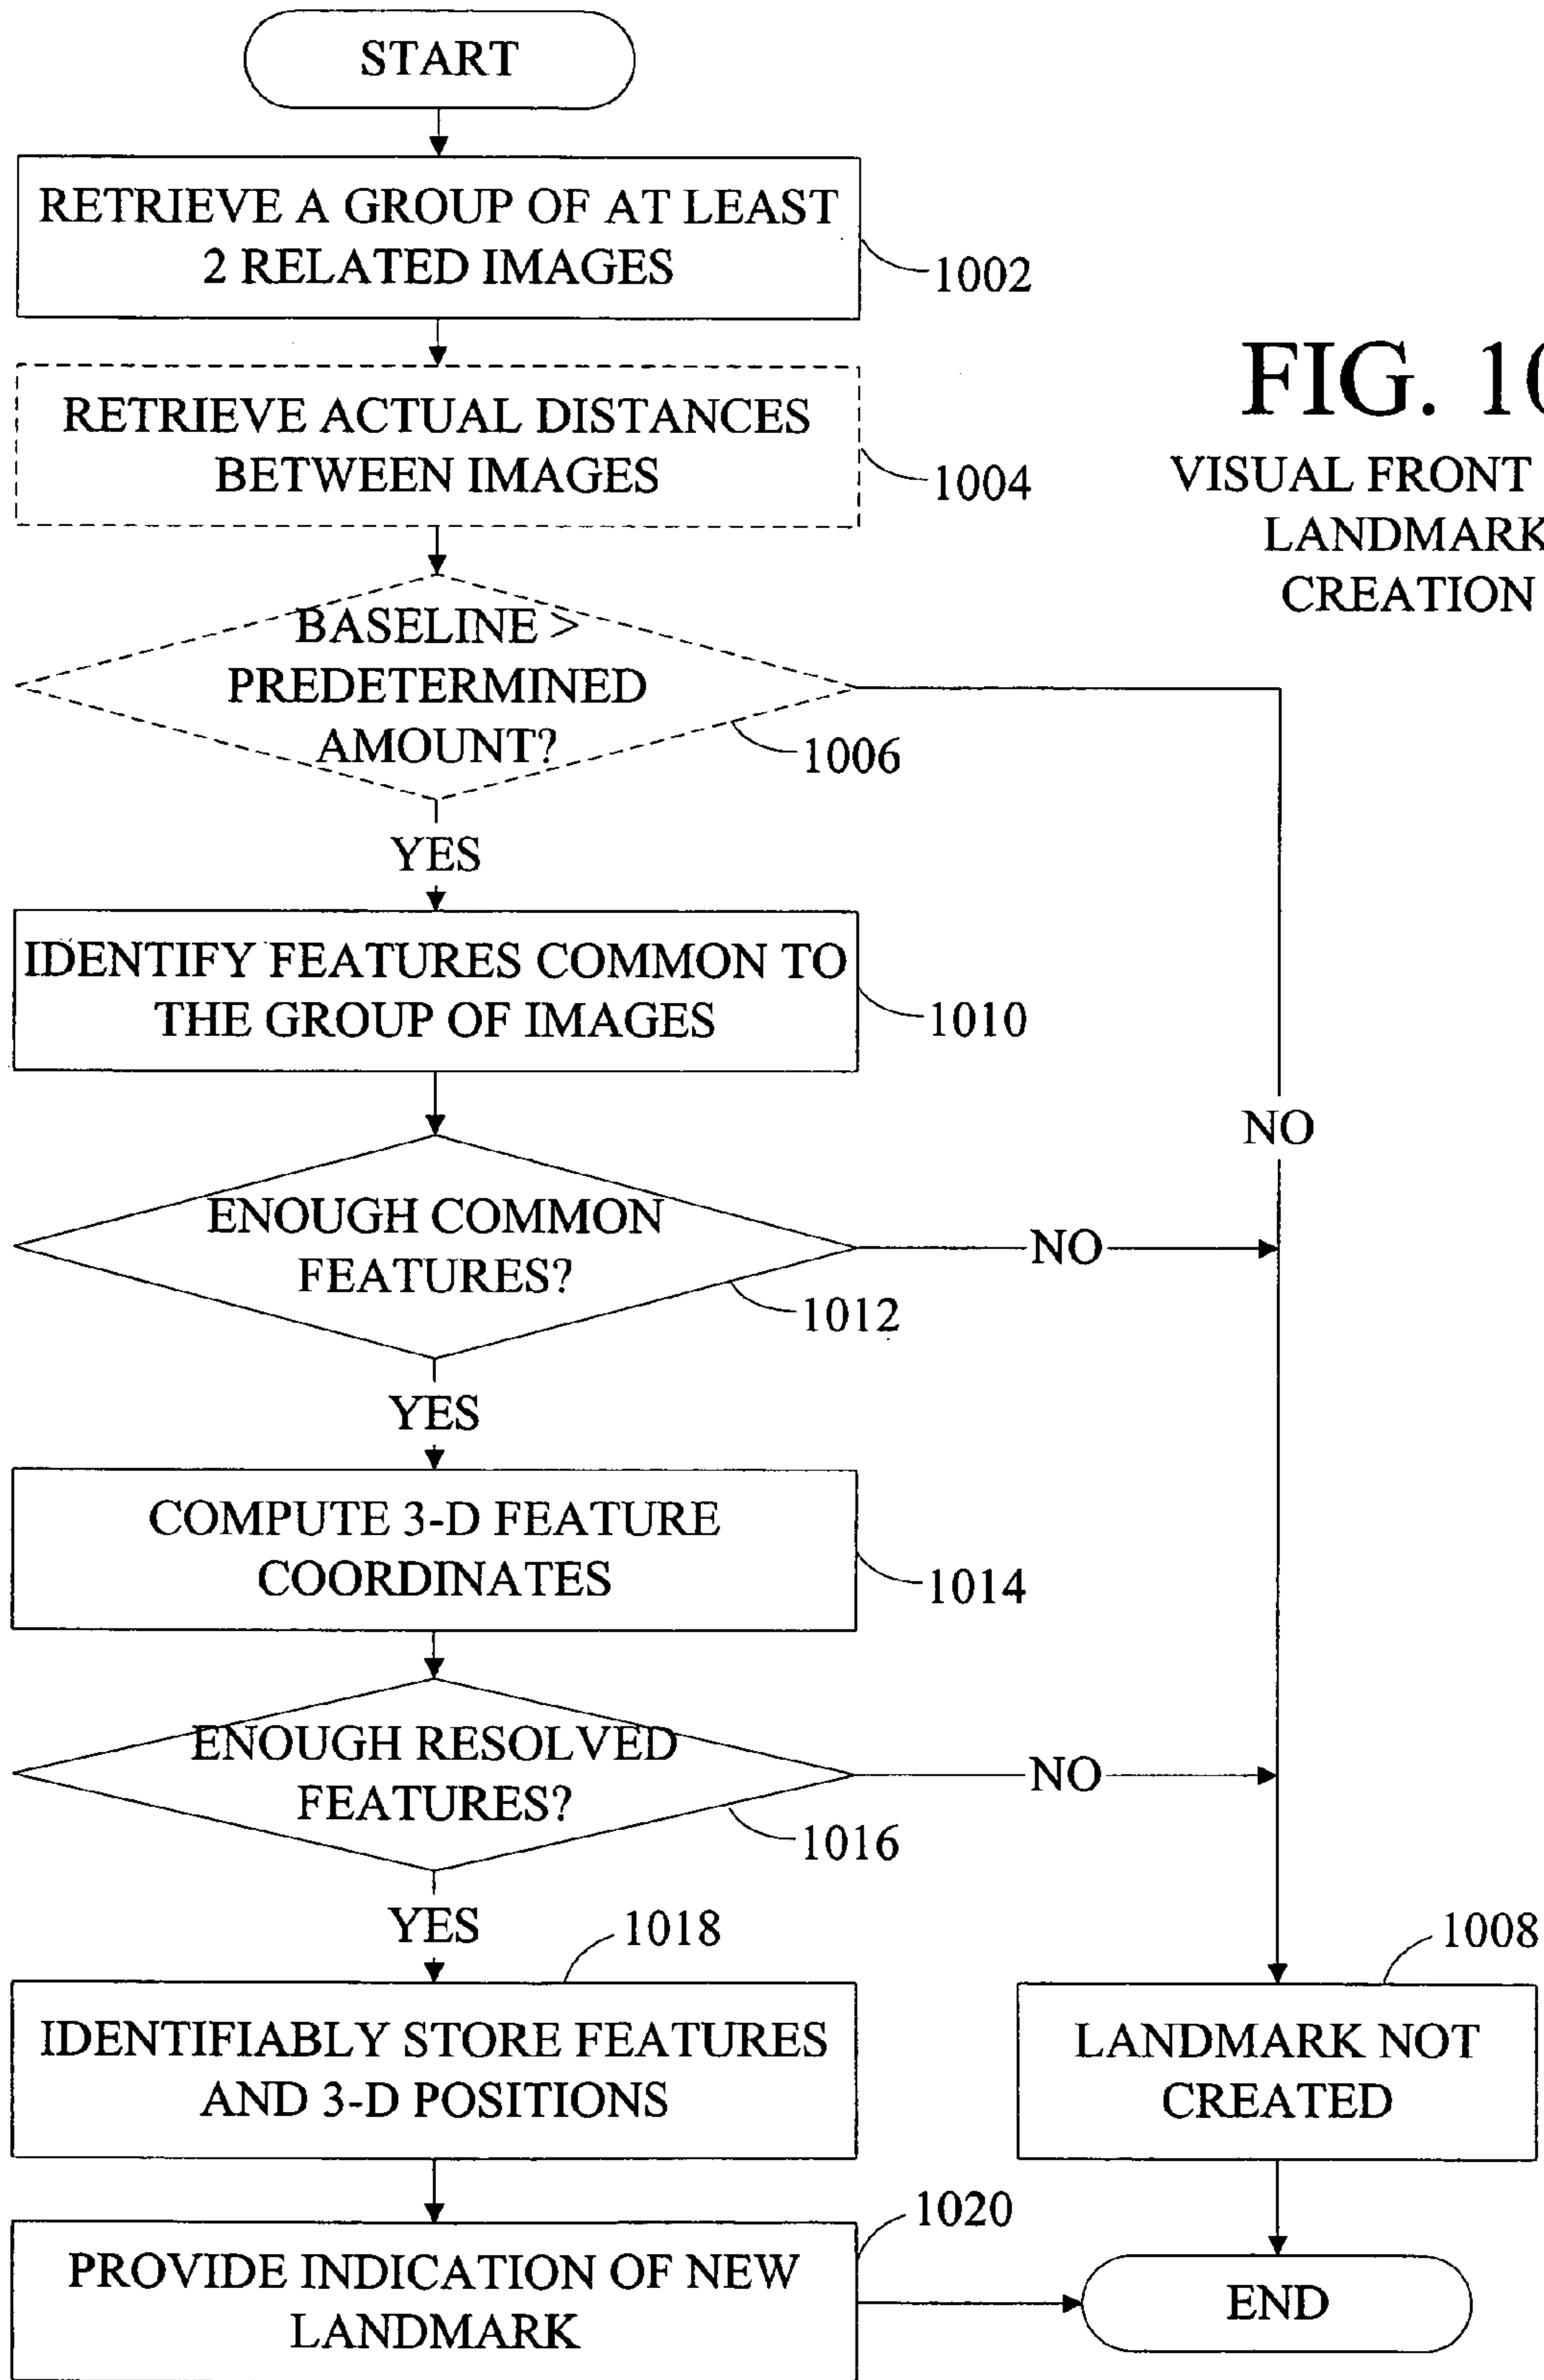 START
RETRIEVE A GROUP OF AT LEAST
2 RELATED IMAGES
1002
RETRIEVE ACTUAL DISTANCES
BETWEEN IMAGES
1004
FIG. 10
VISUAL FRONT
LANDMARK
CREATION
BASELINE >
PREDETERMINED
AMOUNT?
1006
YES
IDENTIFY FEATURES COMMON TO
THE GROUP OF IMAGES
1010
NO
ENOUGH COMMON
FEATURES?
NO
1012
YES
COMPUTE 3-D FEATURE
COORDINATES
1014
ENOUGH RESOLVED
FEATURES?
NO
1016
YES
1018
1008
IDENTIFIABLY STORE FEATURES
AND 3-D POSITIONS
LANDMARK NOT
CREATED
1020
PROVIDE INDICATION OF NEW
LANDMARK
END